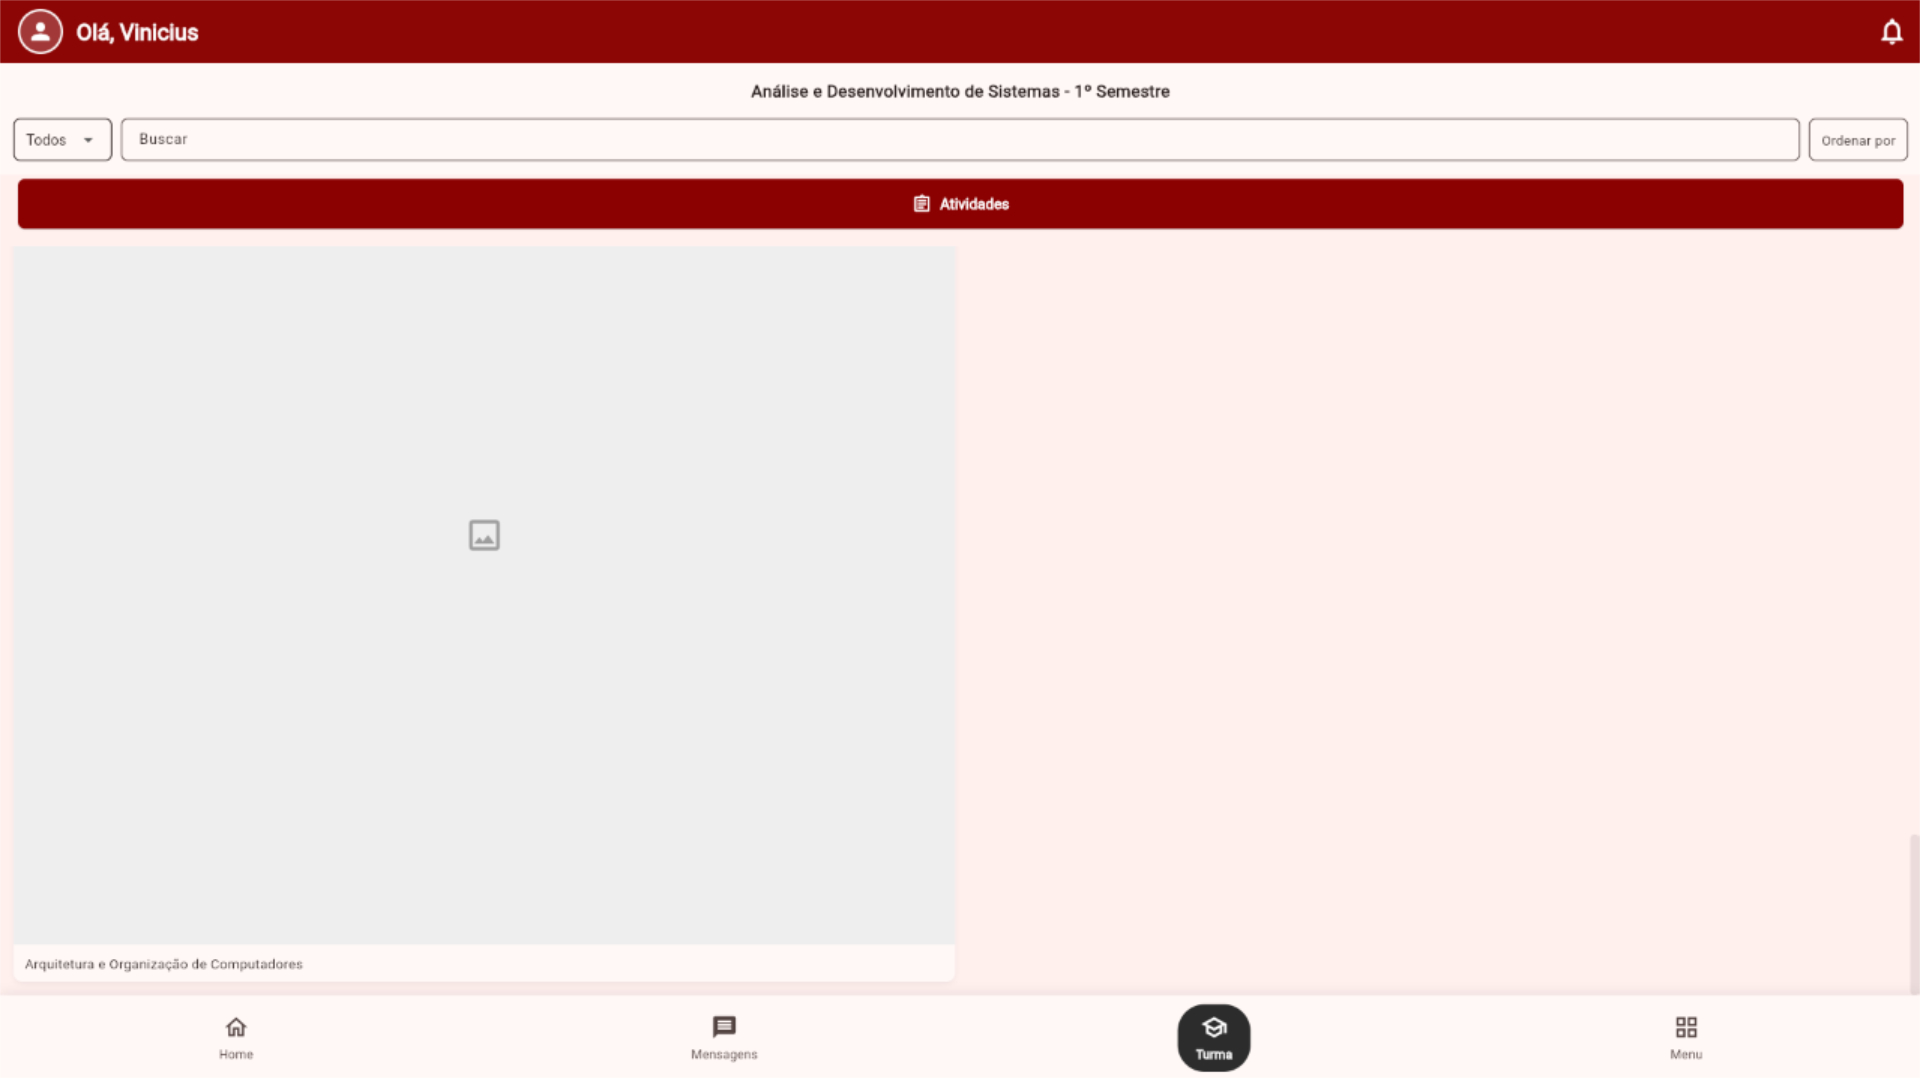 Olá, Vinicius
Análise e Desenvolvimento de Sistemas - 1º Semestre
Todos
Buscar
Ordenar por
Atividades
Arquitetura e Organização de Computadores
Home
Mensagens
Turma
Menu